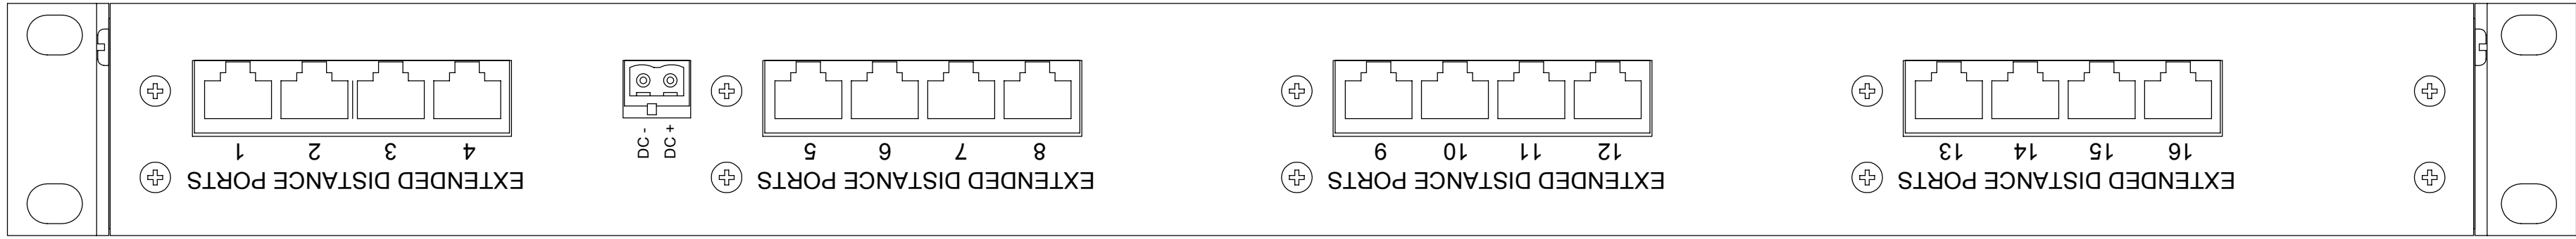 EXTENDED DISTANCE PORTS
16 15 14 13
EXTENDED DISTANCE PORTS
12 11 10 9
EXTENDED DISTANCE PORTS
8 7 6 5
DC -
DC +
EXTENDED DISTANCE PORTS
4 3 2 1